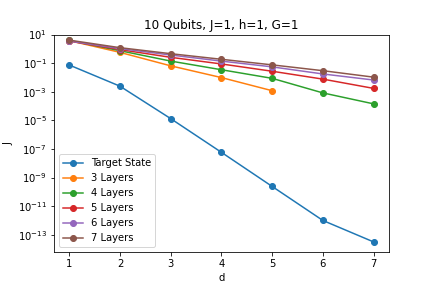 10 Qubits, J=1, h=1, G=1
10^1
10^-1
10^-3
10^-5
10^-7
10^-9
10^-11
10^-13
J
Target State
3 Layers
4 Layers
5 Layers
6 Layers
7 Layers
1 2 3 4 5 6 7
d